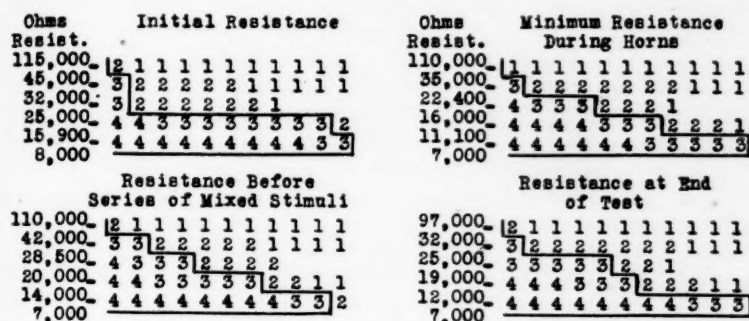 Ohms Initial Resistance
Resist.
115,000
2 1 1 1 1 1 1 1 1 1 1
45,000
3 2 2 2 2 2 1 1 1 1 1
32,000
3 2 2 2 2 2 2 1
25,000
4 4 3 3 3 3 3 3 3 3 2
15,900
4 4 4 4 4 4 4 4 4 3 3
8,000
Ohms Minimum Resistance
Resist. During Horns
110,000
1 1 1 1 1 1 1 1 1 1 1
35,000
3 2 2 2 2 2 2 2 1 1 1
22,400
4 3 3 3 2 2 2 1
16,000
4 4 4 4 3 3 3 2 2 2 1
11,100
4 4 4 4 4 4 3 3 3 3 3
7,000
Resistance Before
Series of Mixed Stimuli
110,000
2 1 1 1 1 1 1 1 1 1 1
42,000
3 3 2 2 2 2 2 1 1 1 1
28,500
4 3 3 3 2 2 2 2
20,000
4 4 3 3 3 3 3 2 2 1 1
14,000
4 4 4 4 4 4 4 4 3 3 2
7,000
Resistance at End
of Test
97,000
2 1 1 1 1 1 1 1 1 1 1
32,000
3 2 2 2 2 2 2 2 1 1 1
25,000
3 3 3 3 3 2 2 1
19,000
4 4 4 3 3 3 2 2 2 1 1
12,000
4 4 4 4 4 4 4 4 3 3 3
7,000